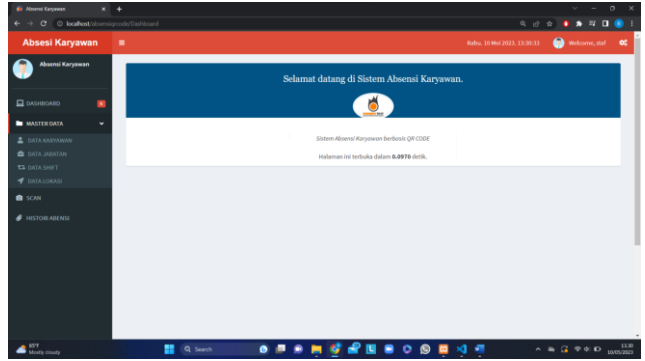 Absensi Karyawan
localhost/absensiqrcode/Dashboard
Absesi Karyawan
Rabu, 10 Mei 2023, 13:30:33
Welcome, staf
Absensi Karyawan
Selamat datang di Sistem Absensi Karyawan.
DASHBOARD
MASTER DATA
DATA KARYAWAN
DATA JABATAN
DATA SHIFT
DATA LOKASI
SCAN
HISTORI ABENSI
Sistem Absensi Karyawan berbasis QR CODE
Halaman ini terbuka dalam 0.0970 detik.
85°F
Mostly cloudy
Search
13.30
10/05/2023